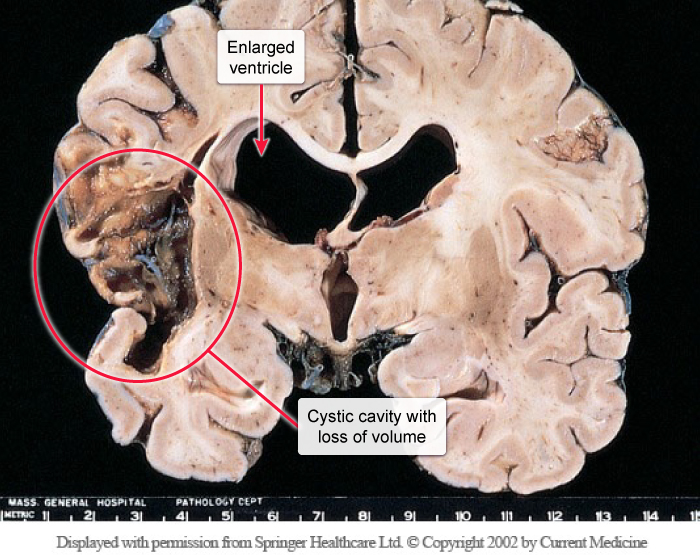 Enlarged
ventricle
Cystic cavity with
loss of volume
MASS. GENERAL HOSPITAL PATHOLOGY DEPT
METRIC 1 2 3 4 5 6 7 8 9 10 11 12 13 14 15
Displayed with permission from Springer Healthcare Ltd. © Copyright 2002 by Current Medicine